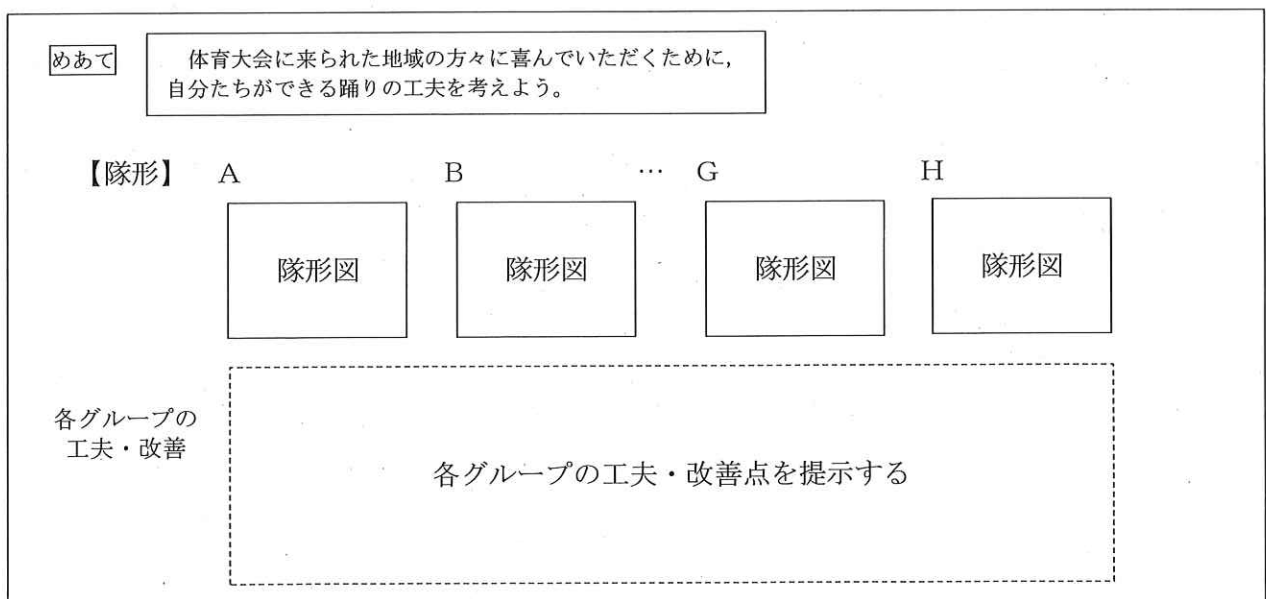 めあて
体育大会に来られた地域の方々に喜んでいただくために,
自分たちができる踊りの工夫を考えよう。
【隊形】 A B … G H
隊形図 隊形図 隊形図 隊形図
各グループの
工夫・改善
各グループの工夫・改善点を提示する